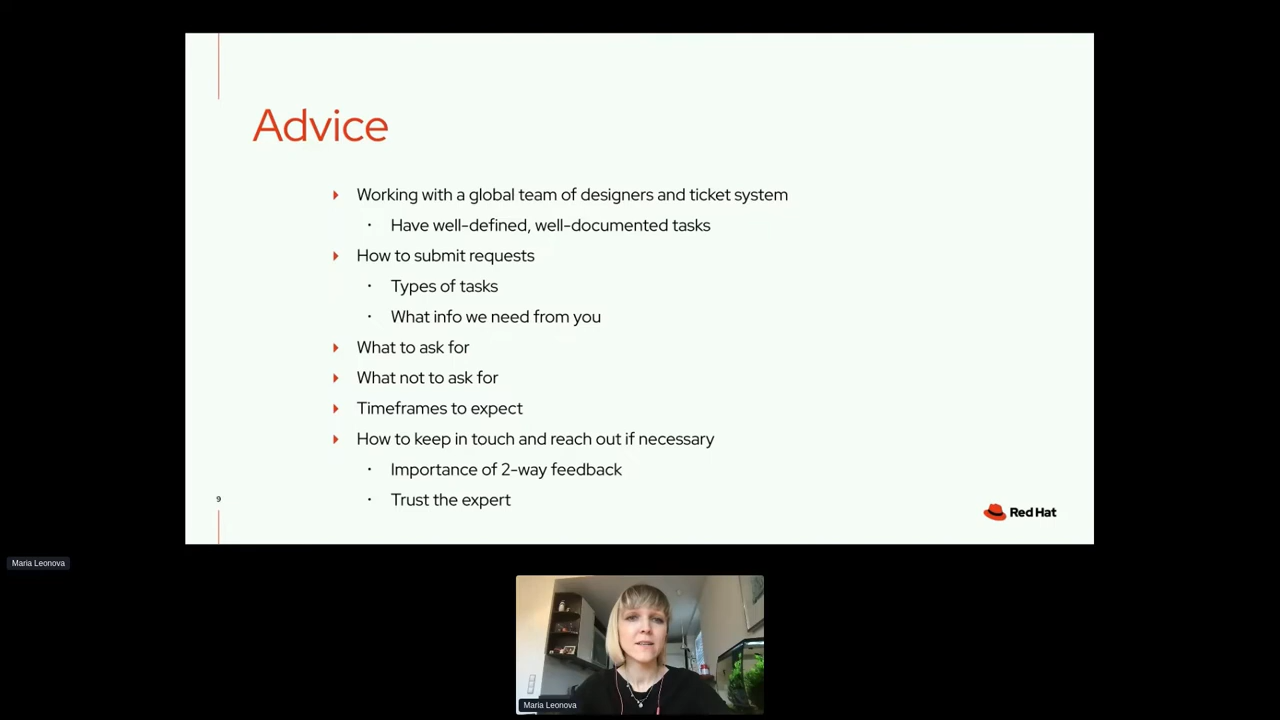 Advice
Working with a global team of designers and ticket system
Have well-defined, well-documented tasks
How to submit requests
Types of tasks
What info we need from you
What to ask for
What not to ask for
Timeframes to expect
How to keep in touch and reach out if necessary
Importance of 2-way feedback
Trust the expert
9
Red Hat
Maria Leonova
Maria Leonova